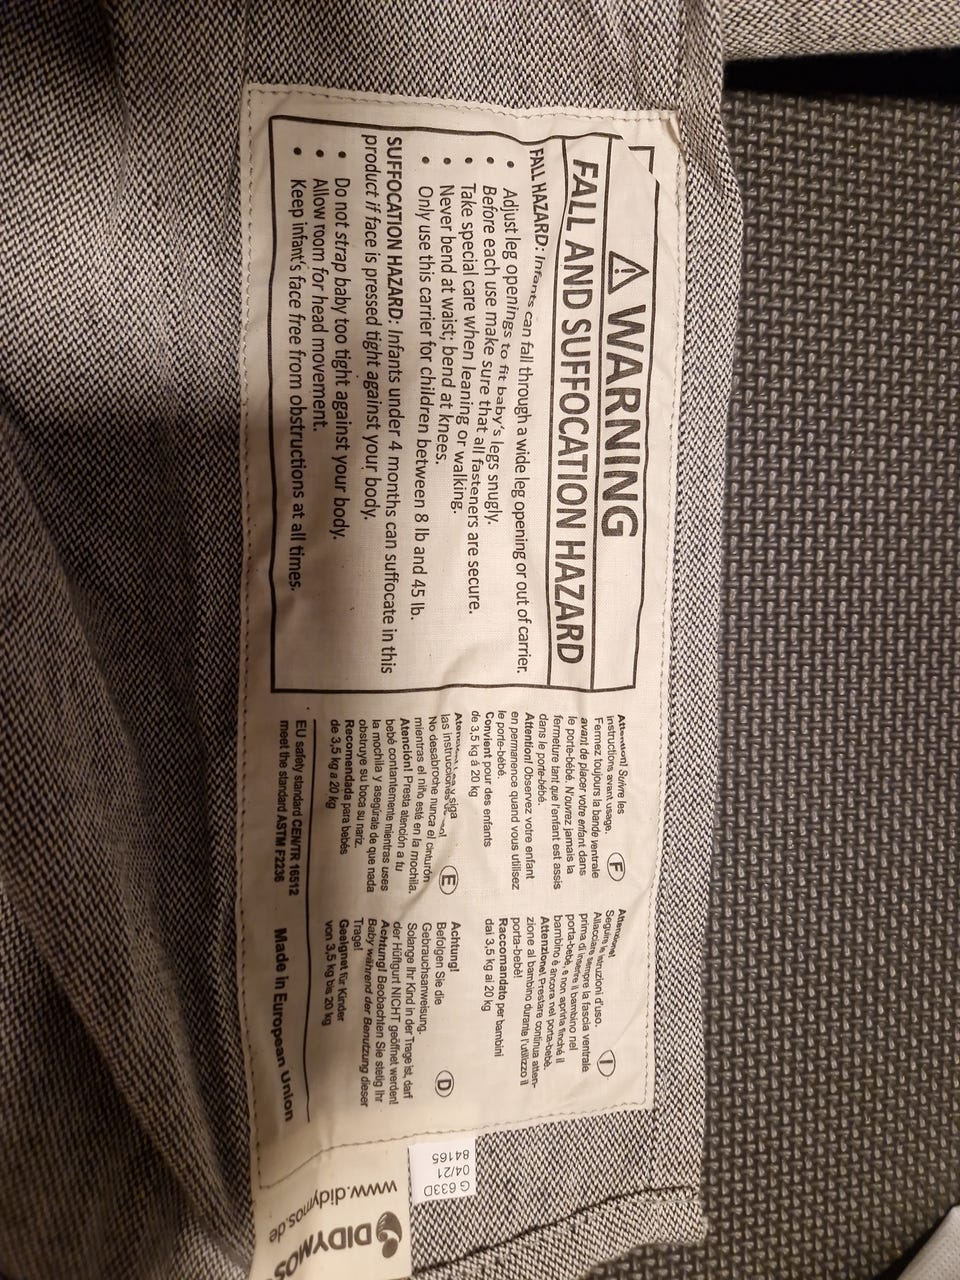 ⚠ WARNING
FALL AND SUFFOCATION HAZARD
FALL HAZARD: Infants can fall through a wide leg opening or out of carrier.
• Adjust leg openings to fit baby's legs snugly.
• Before each use make sure that all fasteners are secure.
• Take special care when leaning or walking.
• Never bend at waist; bend at knees.
• Only use this carrier for children between 8 lb and 45 lb.
SUFFOCATION HAZARD: Infants under 4 months can suffocate in this
product if face is pressed tight against your body.
• Do not strap baby too tight against your body.
• Allow room for head movement.
• Keep infant's face free from obstructions at all times.
Attention! Suivre les
instructions avant usage.
F
Fermez toujours la bande ventrale
avant de placer votre enfant dans
le porte-bébé. N'ouvrez jamais la
fermeture tant que l'enfant est assis
dans le porte-bébé.
Attention! Observez votre enfant
en permanence quand vous utilisez
le porte-bébé.
Convient pour des enfants
de 3,5 kg à 20 kg
Attenzione!
Seguire le istruzioni d'uso.
I
Allacciare sempre la fascia ventrale
prima di inserire il bambino nel
porta-bebè, e non aprirla finché il
bambino è ancora nel porta-bebè.
Attenzione! Prestare continua atten-
zione al bambino durante l'utilizzo il
porta-bebè!
Raccomandato per bambini
dai 3,5 kg ai 20 kg
siga
las
E
No desabroche nunca el cinturón
mientras el niño esté en la mochila.
Atención! Presta atención a tu
bebé contantemente mientras uses
la mochila y asegúrate de que nada
obstruye su boca su nariz.
Recomendada para bebés
de 3,5 kg a 20 kg
Achtung!
Befolgen Sie die
Gebrauchsanweisung.
D
Solange Ihr Kind in der Trage ist, darf
der Hüftgurt NICHT geöffnet werden!
Achtung! Beobachten Sie stetig Ihr
Baby während der Benutzung dieser
Trage!
Geeignet für Kinder
von 3,5 kg bis 20 kg
EU safety standard CEN/TR 16512
meet the standard ASTM F2236
Made in European Union
G 633D
04/21
84165
DIDYMOS
www.didymos.de